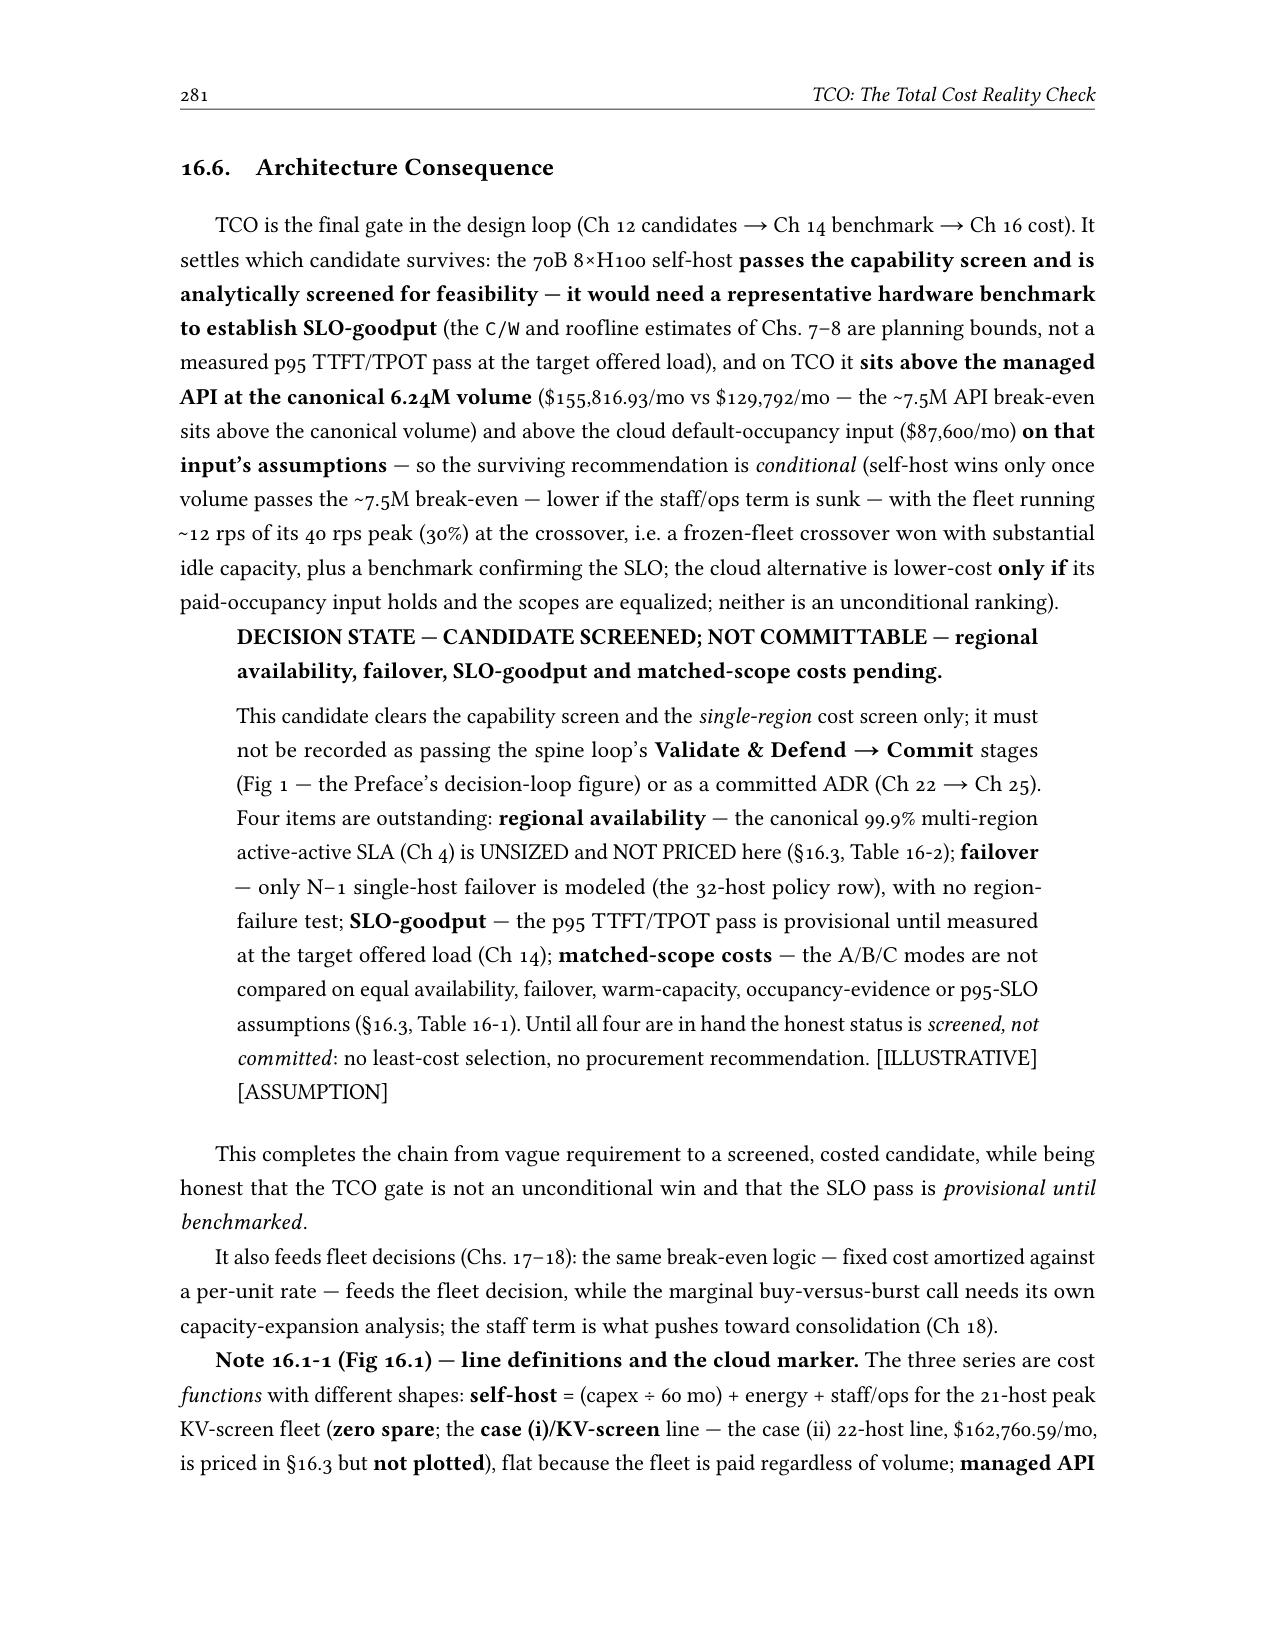 281 TCO: The Total Cost Reality Check
16.6. Architecture Consequence
TCO is the final gate in the design loop (Ch 12 candidates → Ch 14 benchmark → Ch 16 cost). It
settles which candidate survives: the 70B 8×H100 self-host passes the capability screen and is
analytically screened for feasibility — it would need a representative hardware benchmark
to establish SLO-goodput (the C/W and roofline estimates of Chs. 7–8 are planning bounds, not a
measured p95 TTFT/TPOT pass at the target offered load), and on TCO it sits above the managed
API at the canonical 6.24M volume ($155,816.93/mo vs $129,792/mo — the ~7.5M API break-even
sits above the canonical volume) and above the cloud default-occupancy input ($87,600/mo) on that
input’s assumptions — so the surviving recommendation is conditional (self-host wins only once
volume passes the ~7.5M break-even — lower if the staff/ops term is sunk — with the fleet running
~12 rps of its 40 rps peak (30%) at the crossover, i.e. a frozen-fleet crossover won with substantial
idle capacity, plus a benchmark confirming the SLO; the cloud alternative is lower-cost only if its
paid-occupancy input holds and the scopes are equalized; neither is an unconditional ranking).
DECISION STATE — CANDIDATE SCREENED; NOT COMMITTABLE — regional
availability, failover, SLO-goodput and matched-scope costs pending.
This candidate clears the capability screen and the single-region cost screen only; it must
not be recorded as passing the spine loop’s Validate & Defend → Commit stages
(Fig 1 — the Preface’s decision-loop figure) or as a committed ADR (Ch 22 → Ch 25).
Four items are outstanding: regional availability — the canonical 99.9% multi-region
active-active SLA (Ch 4) is UNSIZED and NOT PRICED here (§16.3, Table 16-2); failover
— only N−1 single-host failover is modeled (the 32-host policy row), with no region-
failure test; SLO-goodput — the p95 TTFT/TPOT pass is provisional until measured
at the target offered load (Ch 14); matched-scope costs — the A/B/C modes are not
compared on equal availability, failover, warm-capacity, occupancy-evidence or p95-SLO
assumptions (§16.3, Table 16-1). Until all four are in hand the honest status is screened, not
committed: no least-cost selection, no procurement recommendation. [ILLUSTRATIVE]
[ASSUMPTION]
This completes the chain from vague requirement to a screened, costed candidate, while being
honest that the TCO gate is not an unconditional win and that the SLO pass is provisional until
benchmarked.
It also feeds fleet decisions (Chs. 17–18): the same break-even logic — fixed cost amortized against
a per-unit rate — feeds the fleet decision, while the marginal buy-versus-burst call needs its own
capacity-expansion analysis; the staff term is what pushes toward consolidation (Ch 18).
Note 16.1-1 (Fig 16.1) — line definitions and the cloud marker. The three series are cost
functions with different shapes: self-host = (capex ÷ 60 mo) + energy + staff/ops for the 21-host peak
KV-screen fleet (zero spare; the case (i)/KV-screen line — the case (ii) 22-host line, $162,760.59/mo,
is priced in §16.3 but not plotted), flat because the fleet is paid regardless of volume; managed API